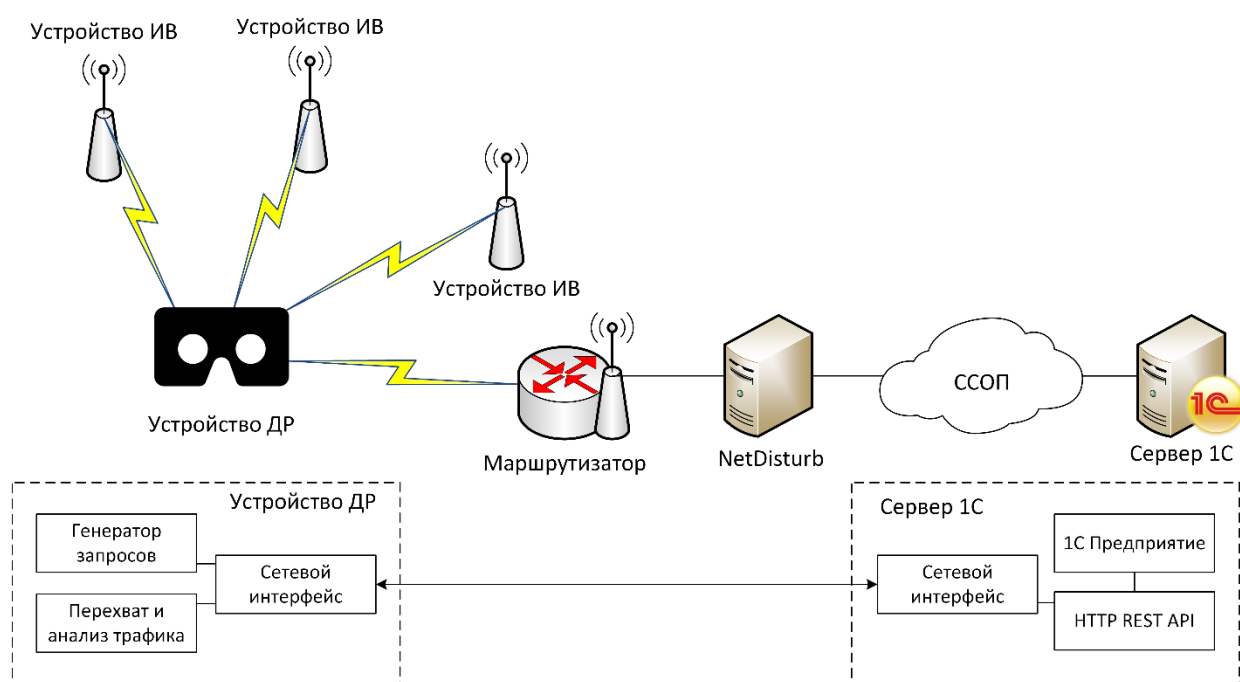 Устройство ИВ
Устройство ИВ
Устройство ИВ
Устройство ДР
Маршрутизатор
NetDisturb
ССОП
1С
Сервер 1С
Устройство ДР
Генератор
запросов
Перехват и
анализ трафика
Сетевой
интерфейс
Сервер 1С
Сетевой
интерфейс
1С Предприятие
HTTP REST API